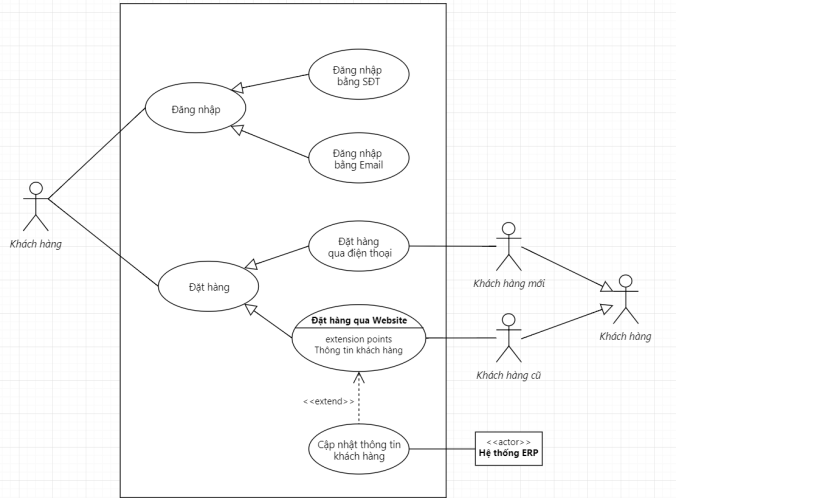 Đăng nhập
bằng SĐT
Đăng nhập
Đăng nhập
bằng Email
Khách hàng
Đặt hàng
qua điện thoại
Khách hàng mới
Đặt hàng
Đặt hàng qua Website
extension points
Thông tin khách hàng
Khách hàng
Khách hàng cũ
<<extend>>
Cập nhật thông tin
khách hàng
<<actor>>
Hệ thống ERP